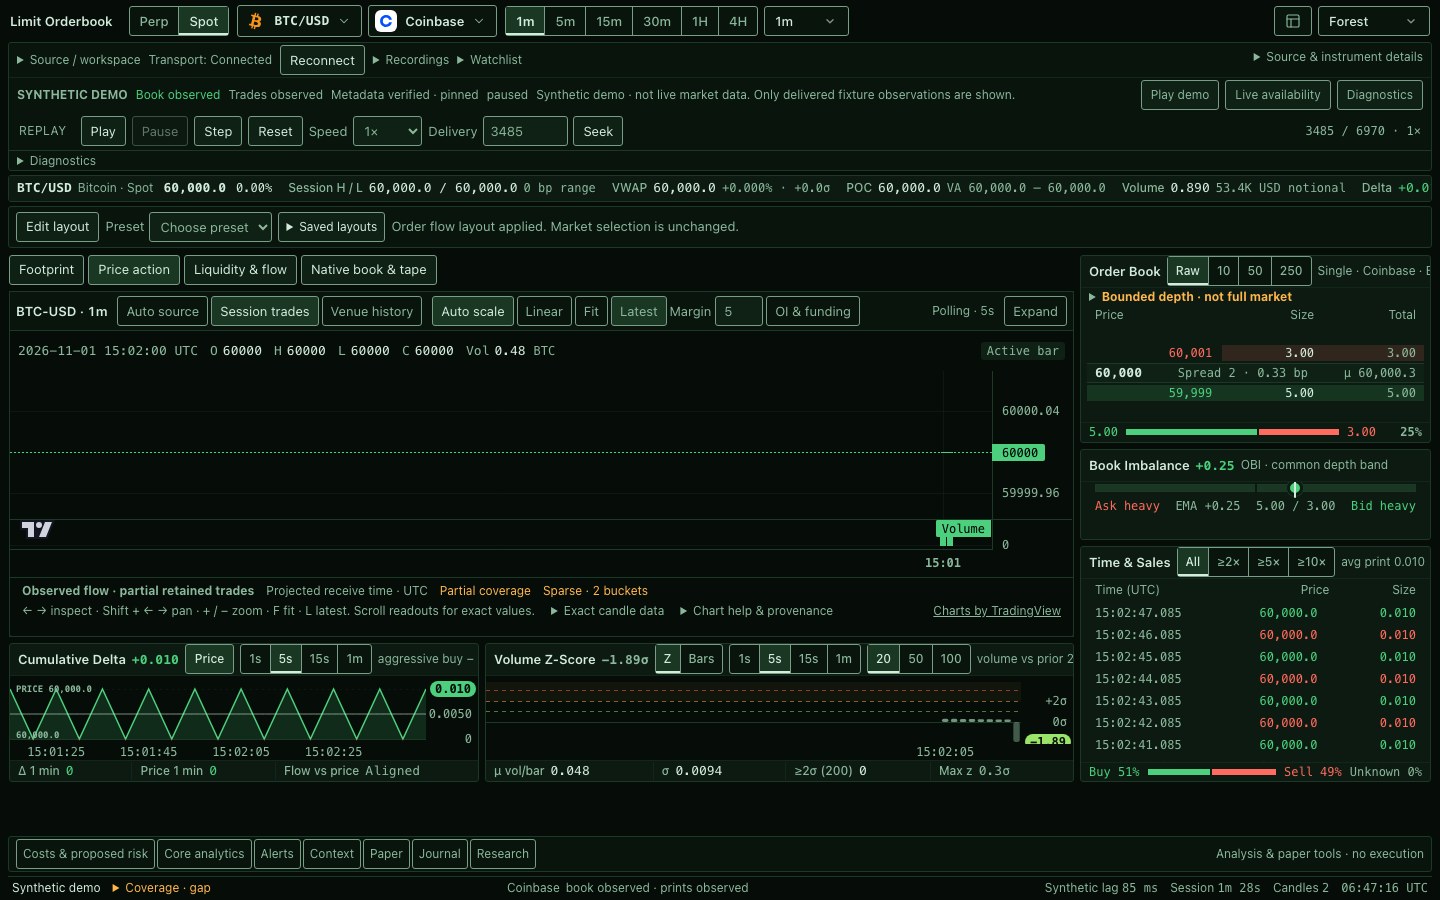 Limit Orderbook Perp Spot BTC/USD Coinbase 1m 5m 15m 30m 1H 4H 1m Forest
Source / workspace Transport: Connected Reconnect Recordings Watchlist Source & instrument details
SYNTHETIC DEMO Book observed Trades observed Metadata verified · pinned paused Synthetic demo · not live market data. Only delivered fixture observations are shown. Play demo Live availability Diagnostics
REPLAY Play Pause Step Reset Speed 1× Delivery 3485 Seek 3485 / 6970 · 1×
Diagnostics
BTC/USD Bitcoin · Spot 60,000.0 0.00% Session H / L 60,000.0 / 60,000.0 0 bp range VWAP 60,000.0 +0.000% · +0.0σ POC 60,000.0 VA 60,000.0 — 60,000.0 Volume 0.890 53.4K USD notional Delta +0.0
Edit layout Preset Choose preset Saved layouts Order flow layout applied. Market selection is unchanged.
Footprint Price action Liquidity & flow Native book & tape
BTC-USD · 1m Auto source Session trades Venue history Auto scale Linear Fit Latest Margin 5 OI & funding Polling · 5s Expand
2026-11-01 15:02:00 UTC O 60000 H 60000 L 60000 C 60000 Vol 0.48 BTC Active bar
60000.04
60000
59999.96
Volume
0
15:01
Observed flow · partial retained trades Projected receive time · UTC Partial coverage Sparse · 2 buckets
← → inspect · Shift + ← → pan · + / − zoom · F fit · L latest. Scroll readouts for exact values. Exact candle data Chart help & provenance Charts by TradingView
Order Book Raw 10 50 250 Single · Coinbase ·
Bounded depth · not full market
Price Size Total
60,001 3.00 3.00
60,000 Spread 2 · 0.33 bp μ 60,000.3
59,999 5.00 5.00
5.00 3.00 25%
Book Imbalance +0.25 OBI · common depth band
Ask heavy EMA +0.25 5.00 / 3.00 Bid heavy
Time & Sales All ≥2× ≥5× ≥10× avg print 0.010
Time (UTC) Price Size
15:02:47.085 60,000.0 0.010
15:02:46.085 60,000.0 0.010
15:02:45.085 60,000.0 0.010
15:02:44.085 60,000.0 0.010
15:02:43.085 60,000.0 0.010
15:02:42.085 60,000.0 0.010
15:02:41.085 60,000.0 0.010
Buy 51% Sell 49% Unknown 0%
Cumulative Delta +0.010 Price 1s 5s 15s 1m aggressive buy −
PRICE 60,000.0 0.010
0.0050
60,000.0 0
15:01:25 15:01:45 15:02:05 15:02:25
Δ 1 min 0 Price 1 min 0 Flow vs price Aligned
Volume Z-Score −1.89σ Z Bars 1s 5s 15s 1m 20 50 100 volume vs prior 2
+2σ
0σ
−1.89
15:02:05
μ vol/bar 0.048 σ 0.0094 ≥2σ (200) 0 Max z 0.3σ
Costs & proposed risk Core analytics Alerts Context Paper Journal Research Analysis & paper tools · no execution
Synthetic demo Coverage · gap Coinbase book observed · prints observed Synthetic lag 85 ms Session 1m 28s Candles 2 06:47:16 UTC